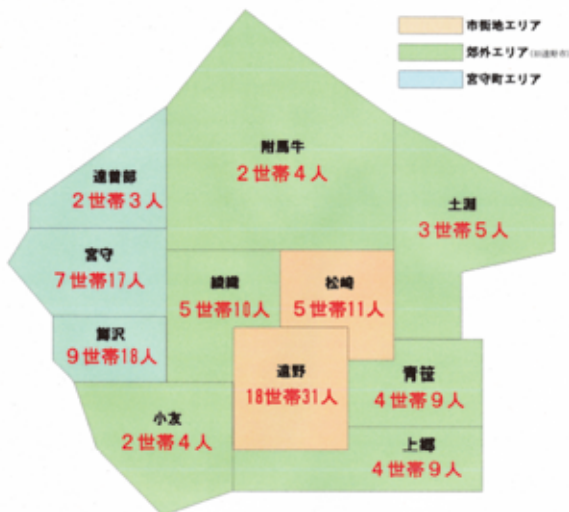 市街地エリア
郊外エリア(旧遠野市)
宮守町エリア
附馬牛
2世帯4人
達曽部
2世帯3人
土淵
3世帯5人
宮守
7世帯17人
綾織
5世帯10人
松崎
5世帯11人
鱒沢
9世帯18人
遠野
18世帯31人
青笹
4世帯9人
小友
2世帯4人
上郷
4世帯9人